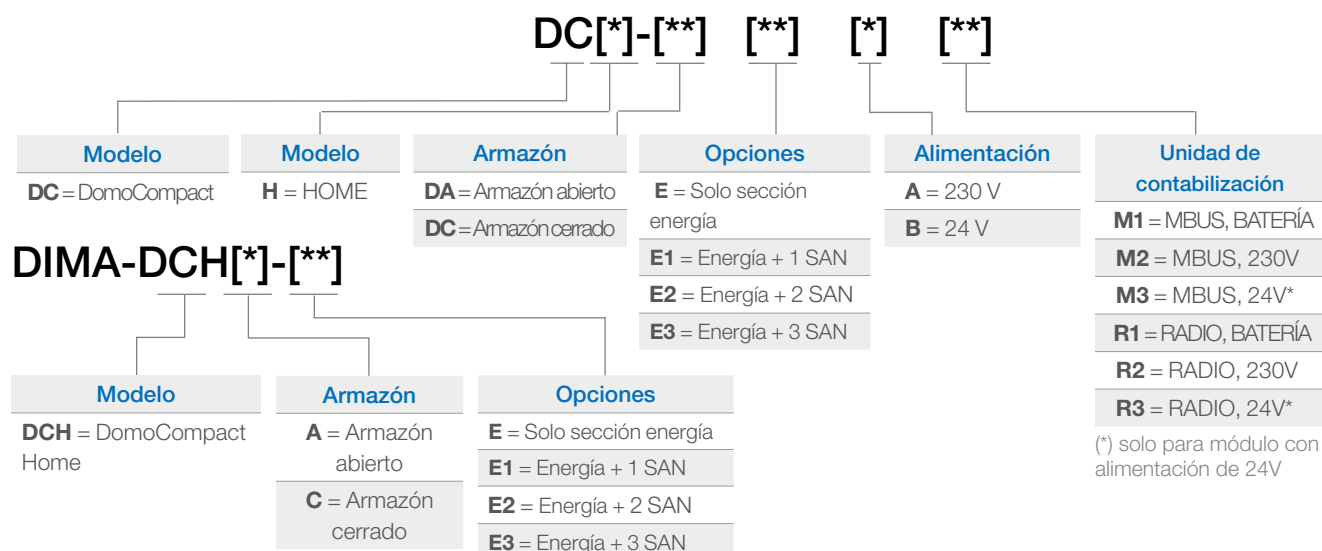 DC[*]-[**] [**] [*] [**]
Modelo
DC = DomoCompact
Modelo
H = HOME
Armazón
DA = Armazón abierto
DC = Armazón cerrado
Opciones
E = Solo sección
energía
E1 = Energía + 1 SAN
E2 = Energía + 2 SAN
E3 = Energía + 3 SAN
Alimentación
A = 230 V
B = 24 V
Unidad de
contabilización
M1 = MBUS, BATERÍA
M2 = MBUS, 230V
M3 = MBUS, 24V*
R1 = RADIO, BATERÍA
R2 = RADIO, 230V
R3 = RADIO, 24V*
(*) solo para módulo con
alimentación de 24V
DIMA-DCH[*]-[**]
Modelo
DCH = DomoCompact
Home
Armazón
A = Armazón
abierto
C = Armazón
cerrado
Opciones
E = Solo sección energía
E1 = Energía + 1 SAN
E2 = Energía + 2 SAN
E3 = Energía + 3 SAN